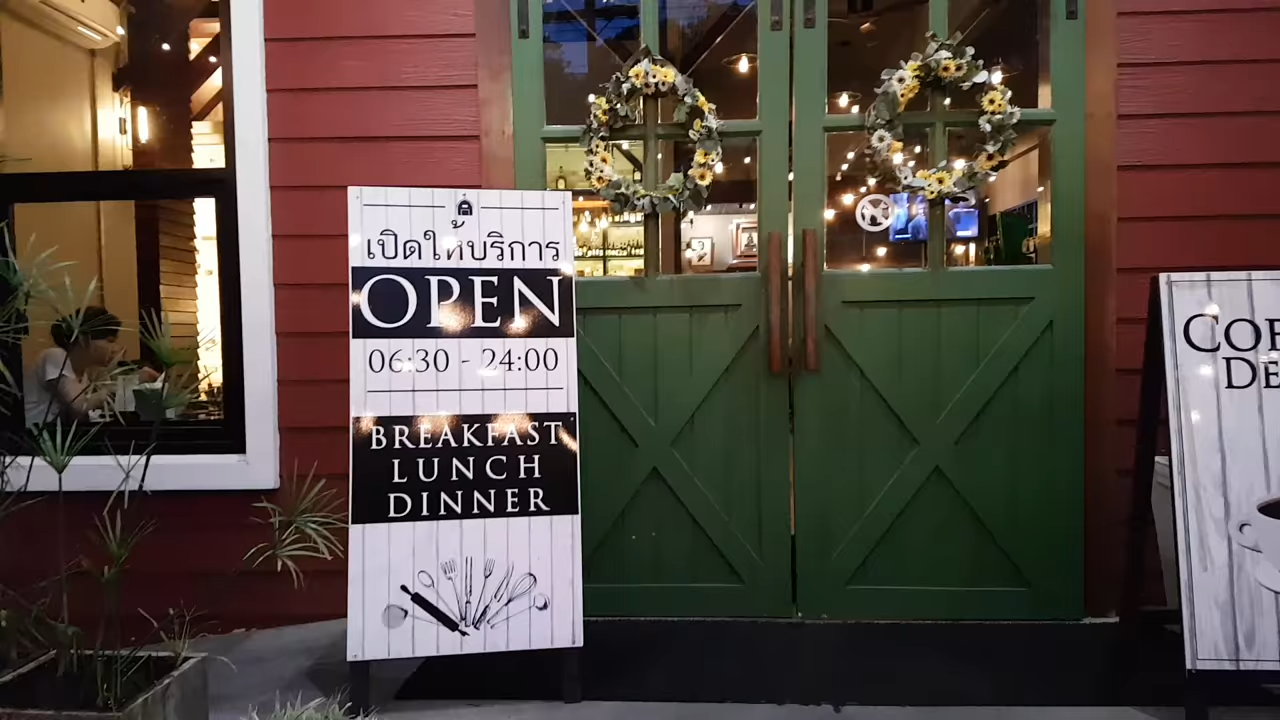 เปิดให้บริการ
OPEN
06:30 - 24:00
BREAKFAST
LUNCH
DINNER